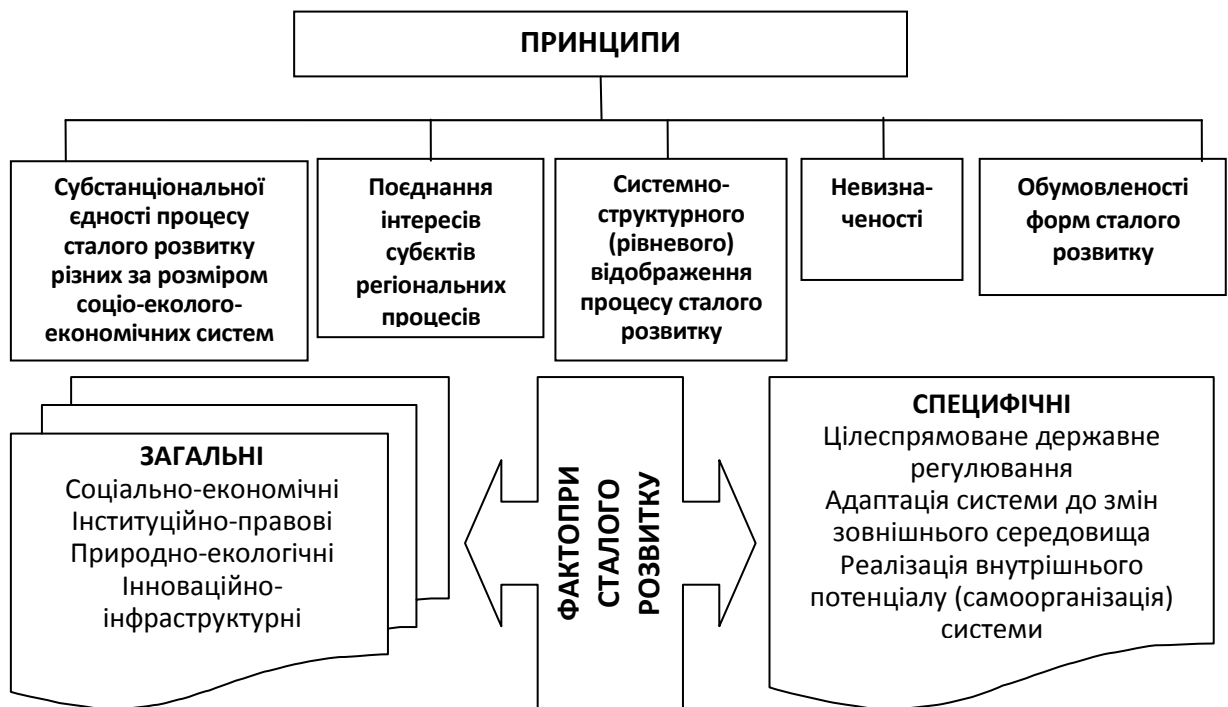 ПРИНЦИПИ
Субстанціональної
єдності процесу
сталого розвитку
різних за розміром
соціо-еколого-
економічних систем
Поєднання
інтересів
субєктів
регіональних
процесів
Системно-
структурного
(рівневого)
відображення
процесу сталого
розвитку
Невизна-
ченості
Обумовленості
форм сталого
розвитку
ЗАГАЛЬНІ
Соціально-економічні
Інституційно-правові
Природно-екологічні
Інноваційно-
інфраструктурні
ФАКТОПРИ
СТАЛОГО
РОЗВИТКУ
СПЕЦИФІЧНІ
Цілеспрямоване державне
регулювання
Адаптація системи до змін
зовнішнього середовища
Реалізація внутрішнього
потенціалу (самоорганізація)
системи